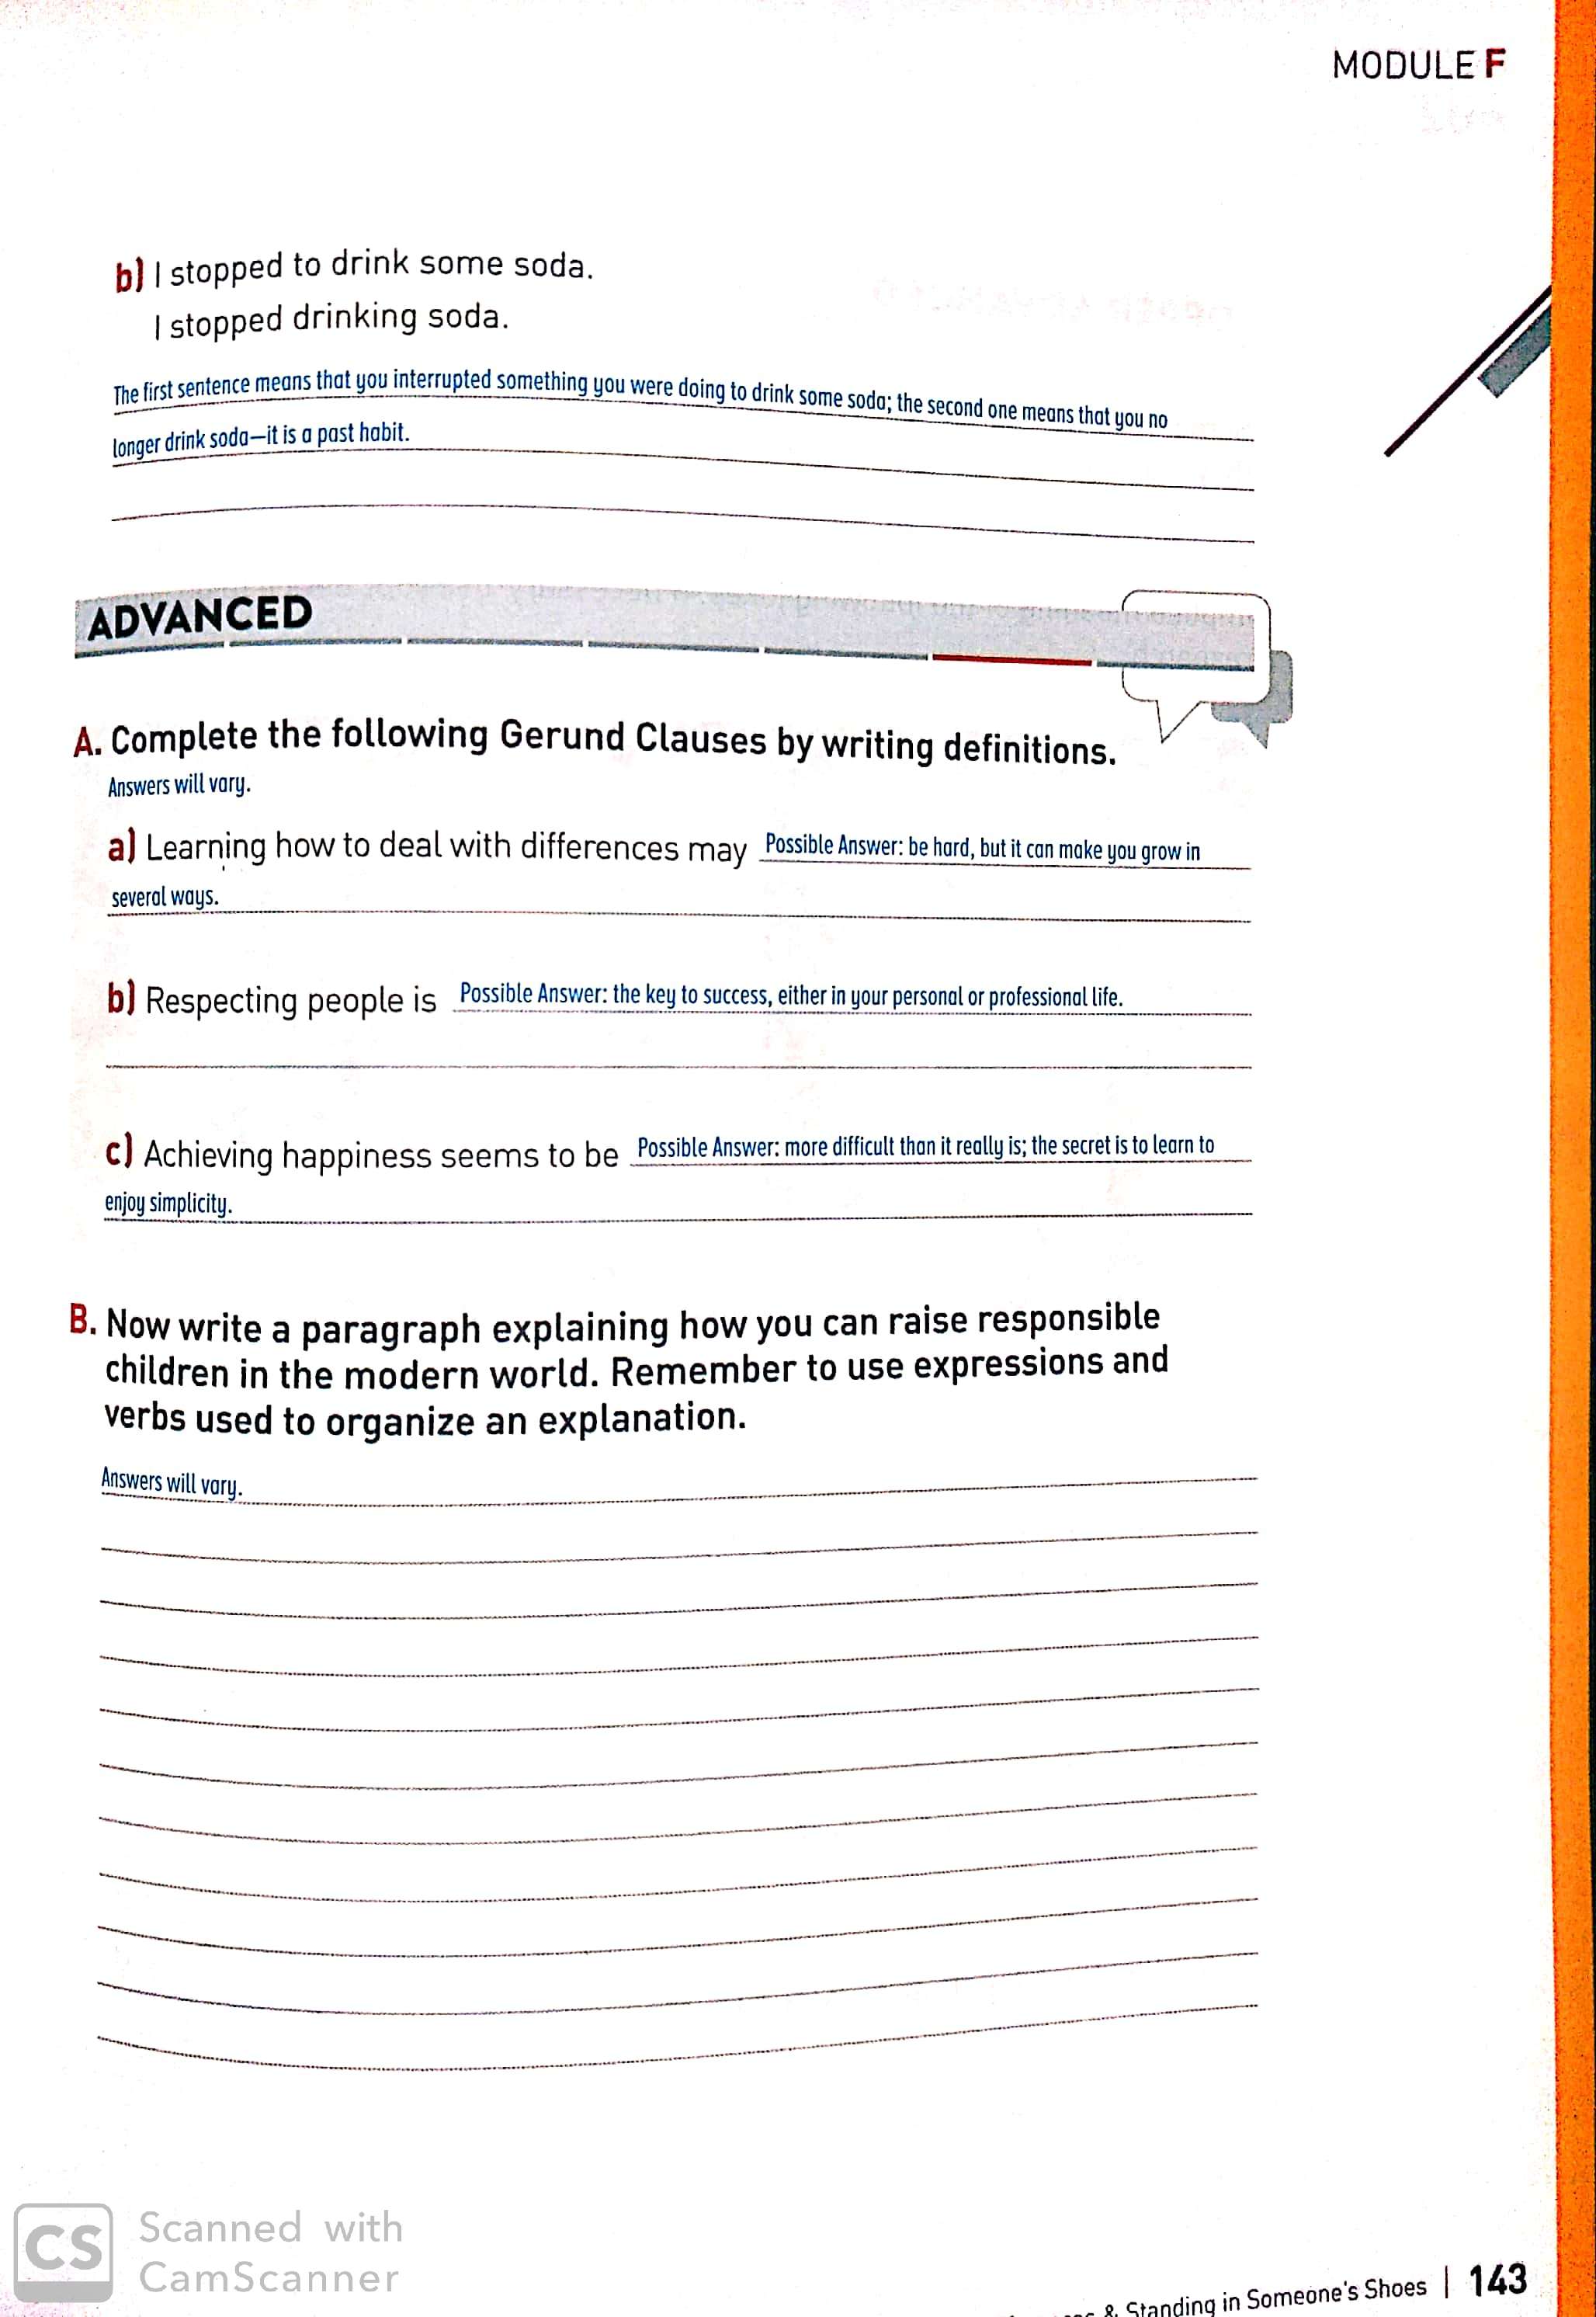 MODULE F
b) I stopped to drink some soda.
I stopped drinking soda.
The first sentence means that you interrupted something you were doing to drink some soda; the second one means that you no
longer drink soda—it is a past habit.
ADVANCED
A. Complete the following Gerund Clauses by writing definitions.
Answers will vary.
a) Learning how to deal with differences may Possible Answer: be hard, but it can make you grow in
several ways.
b) Respecting people is Possible Answer: the key to success, either in your personal or professional life.
c) Achieving happiness seems to be Possible Answer: more difficult than it really is; the secret is to learn to
enjoy simplicity.
B. Now write a paragraph explaining how you can raise responsible
children in the modern world. Remember to use expressions and
verbs used to organize an explanation.
Answers will vary.
CS Scanned with
CamScanner
& Standing in Someone's Shoes | 143